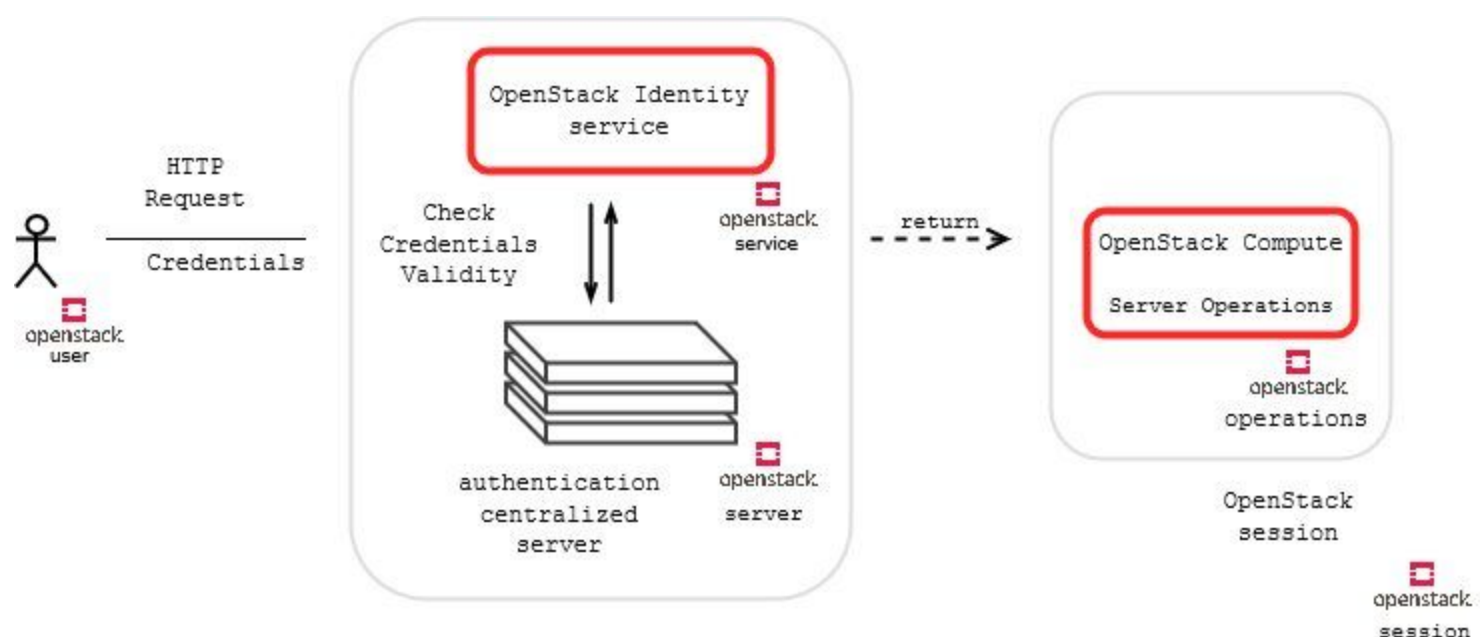 HTTP
Request
Credentials
openstack.
user
OpenStack Identity
service
Check
Credentials
Validity
openstack.
service
authentication
centralized
server
openstack.
server
return
OpenStack Compute
Server Operations
openstack.
operations
OpenStack
session
openstack.
session